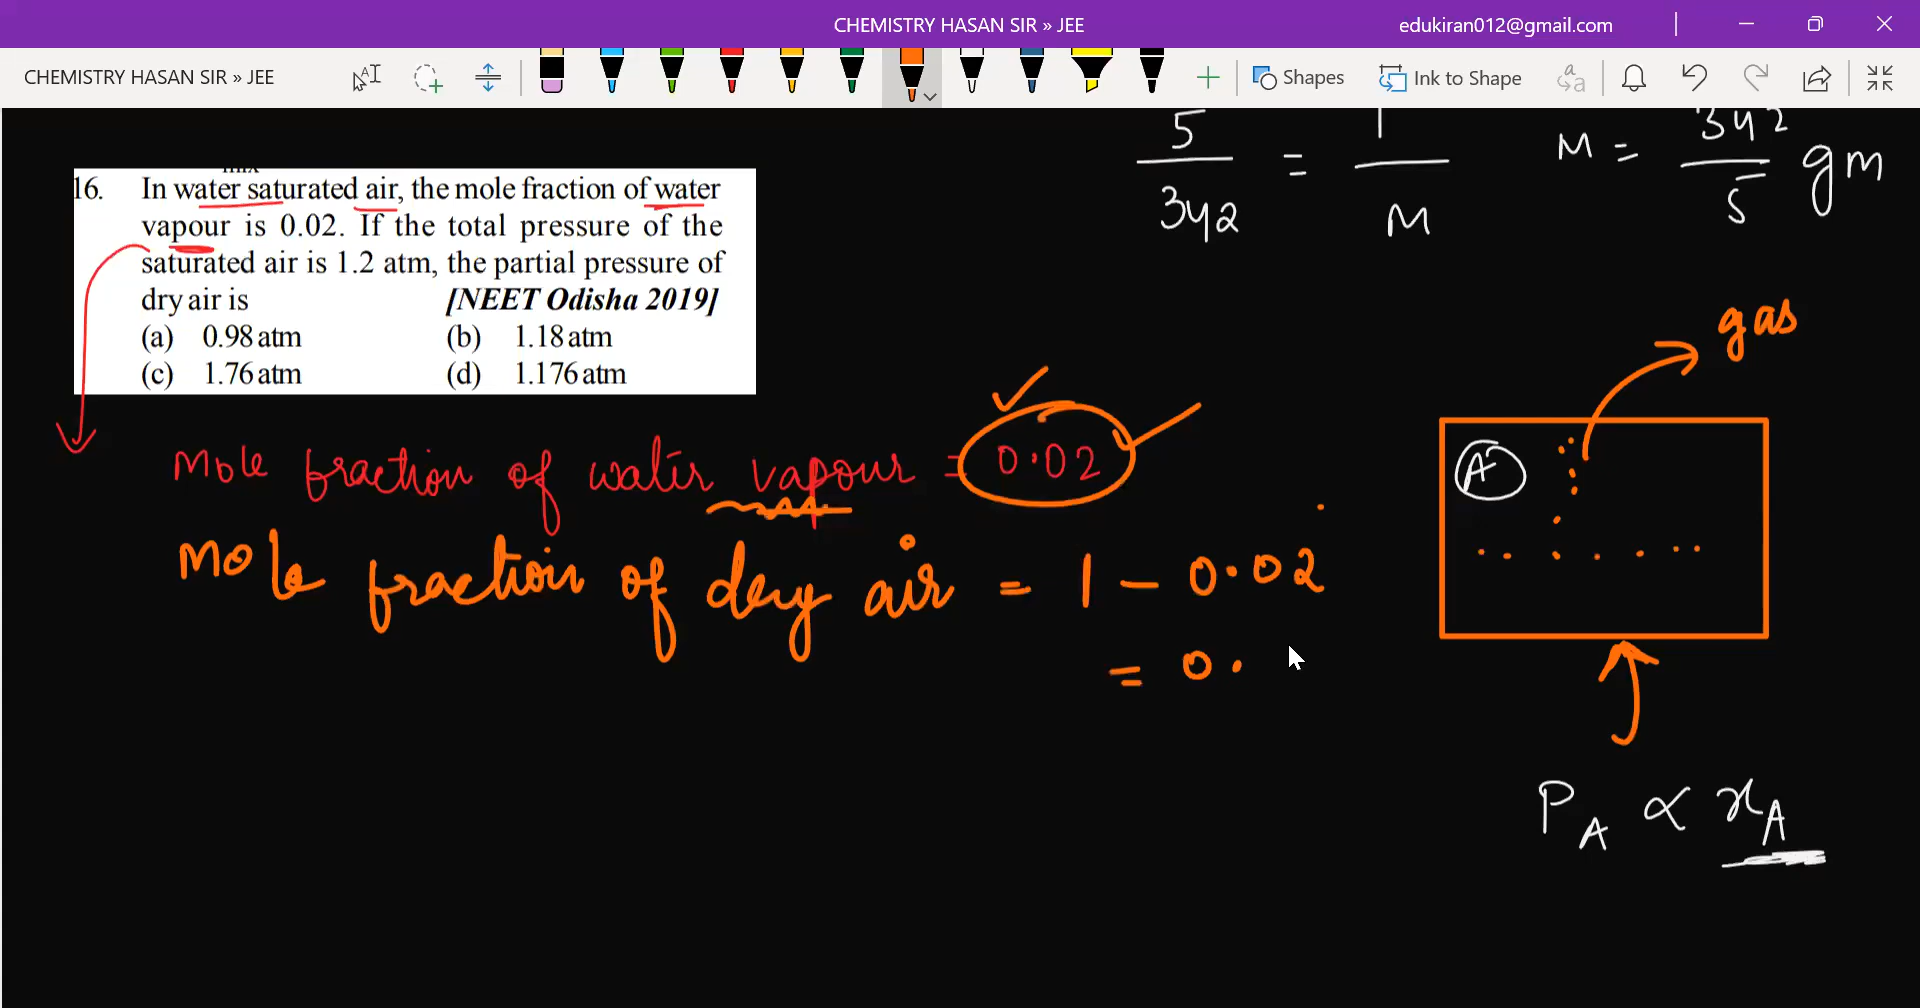 CHEMISTRY HASAN SIR » JEE
edukiran012@gmail.com
CHEMISTRY HASAN SIR » JEE
Shapes
Ink to Shape
5 / 342 = 1 / M
M = 342 / 5 gm
16. In water saturated air, the mole fraction of water
vapour is 0.02. If the total pressure of the
saturated air is 1.2 atm, the partial pressure of
dry air is [NEET Odisha 2019]
(a) 0.98 atm (b) 1.18 atm
(c) 1.76 atm (d) 1.176 atm
gas
A
Mole fraction of water vapour = 0.02
Mole fraction of dry air = 1 - 0.02
= 0.
P_A ∝ x_A